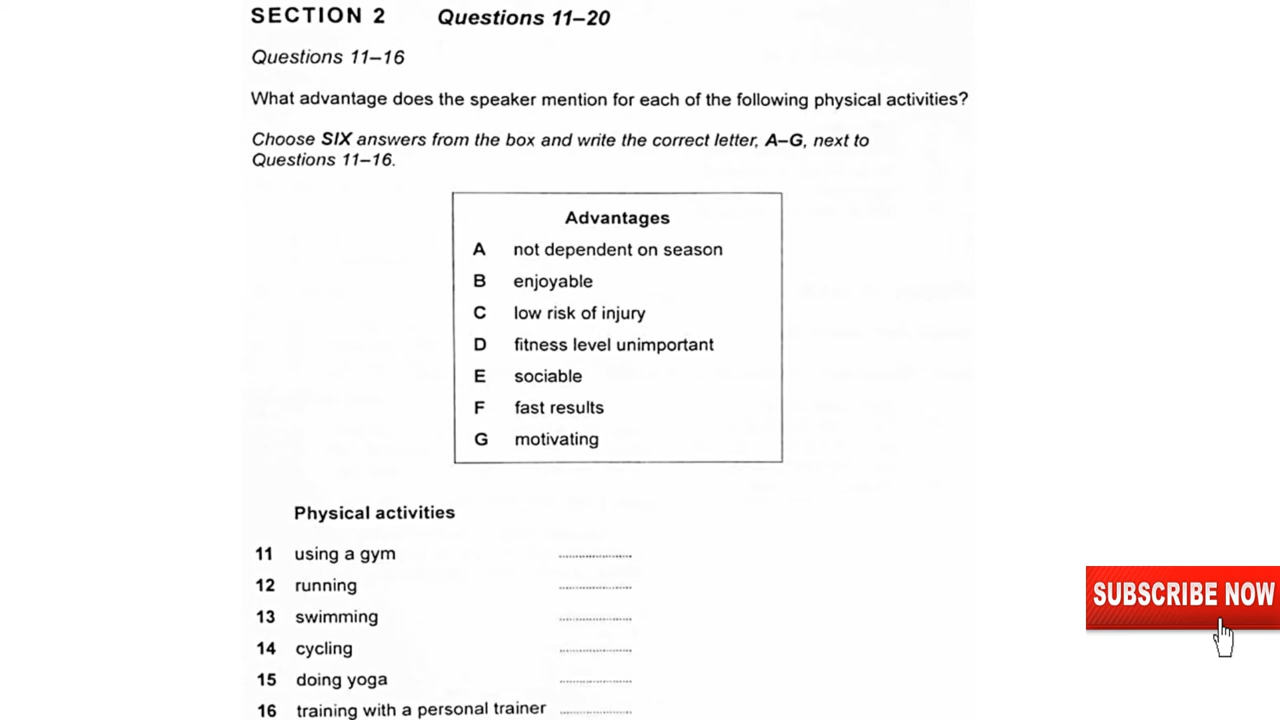 SECTION 2 Questions 11–20
Questions 11–16
What advantage does the speaker mention for each of the following physical activities?
Choose SIX answers from the box and write the correct letter, A–G, next to
Questions 11–16.
Advantages
A not dependent on season
B enjoyable
C low risk of injury
D fitness level unimportant
E sociable
F fast results
G motivating
Physical activities
11 using a gym ....................
12 running ....................
13 swimming ....................
14 cycling ....................
15 doing yoga ....................
16 training with a personal trainer ....................
SUBSCRIBE NOW